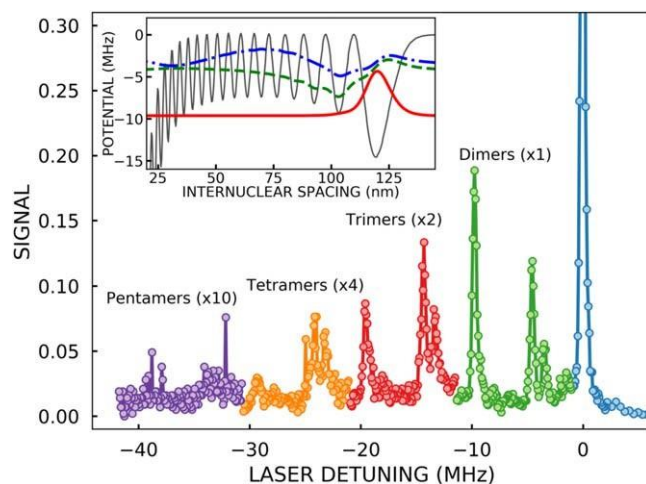 0.30
0.25
0.20
0.15
0.10
0.05
0.00
SIGNAL
0
−5
−10
−15
POTENTIAL (MHz)
25 50 75 100 125
INTERNUCLEAR SPACING (nm)
Dimers (x1)
Trimers (x2)
Tetramers (x4)
Pentamers (x10)
−40 −30 −20 −10 0
LASER DETUNING (MHz)